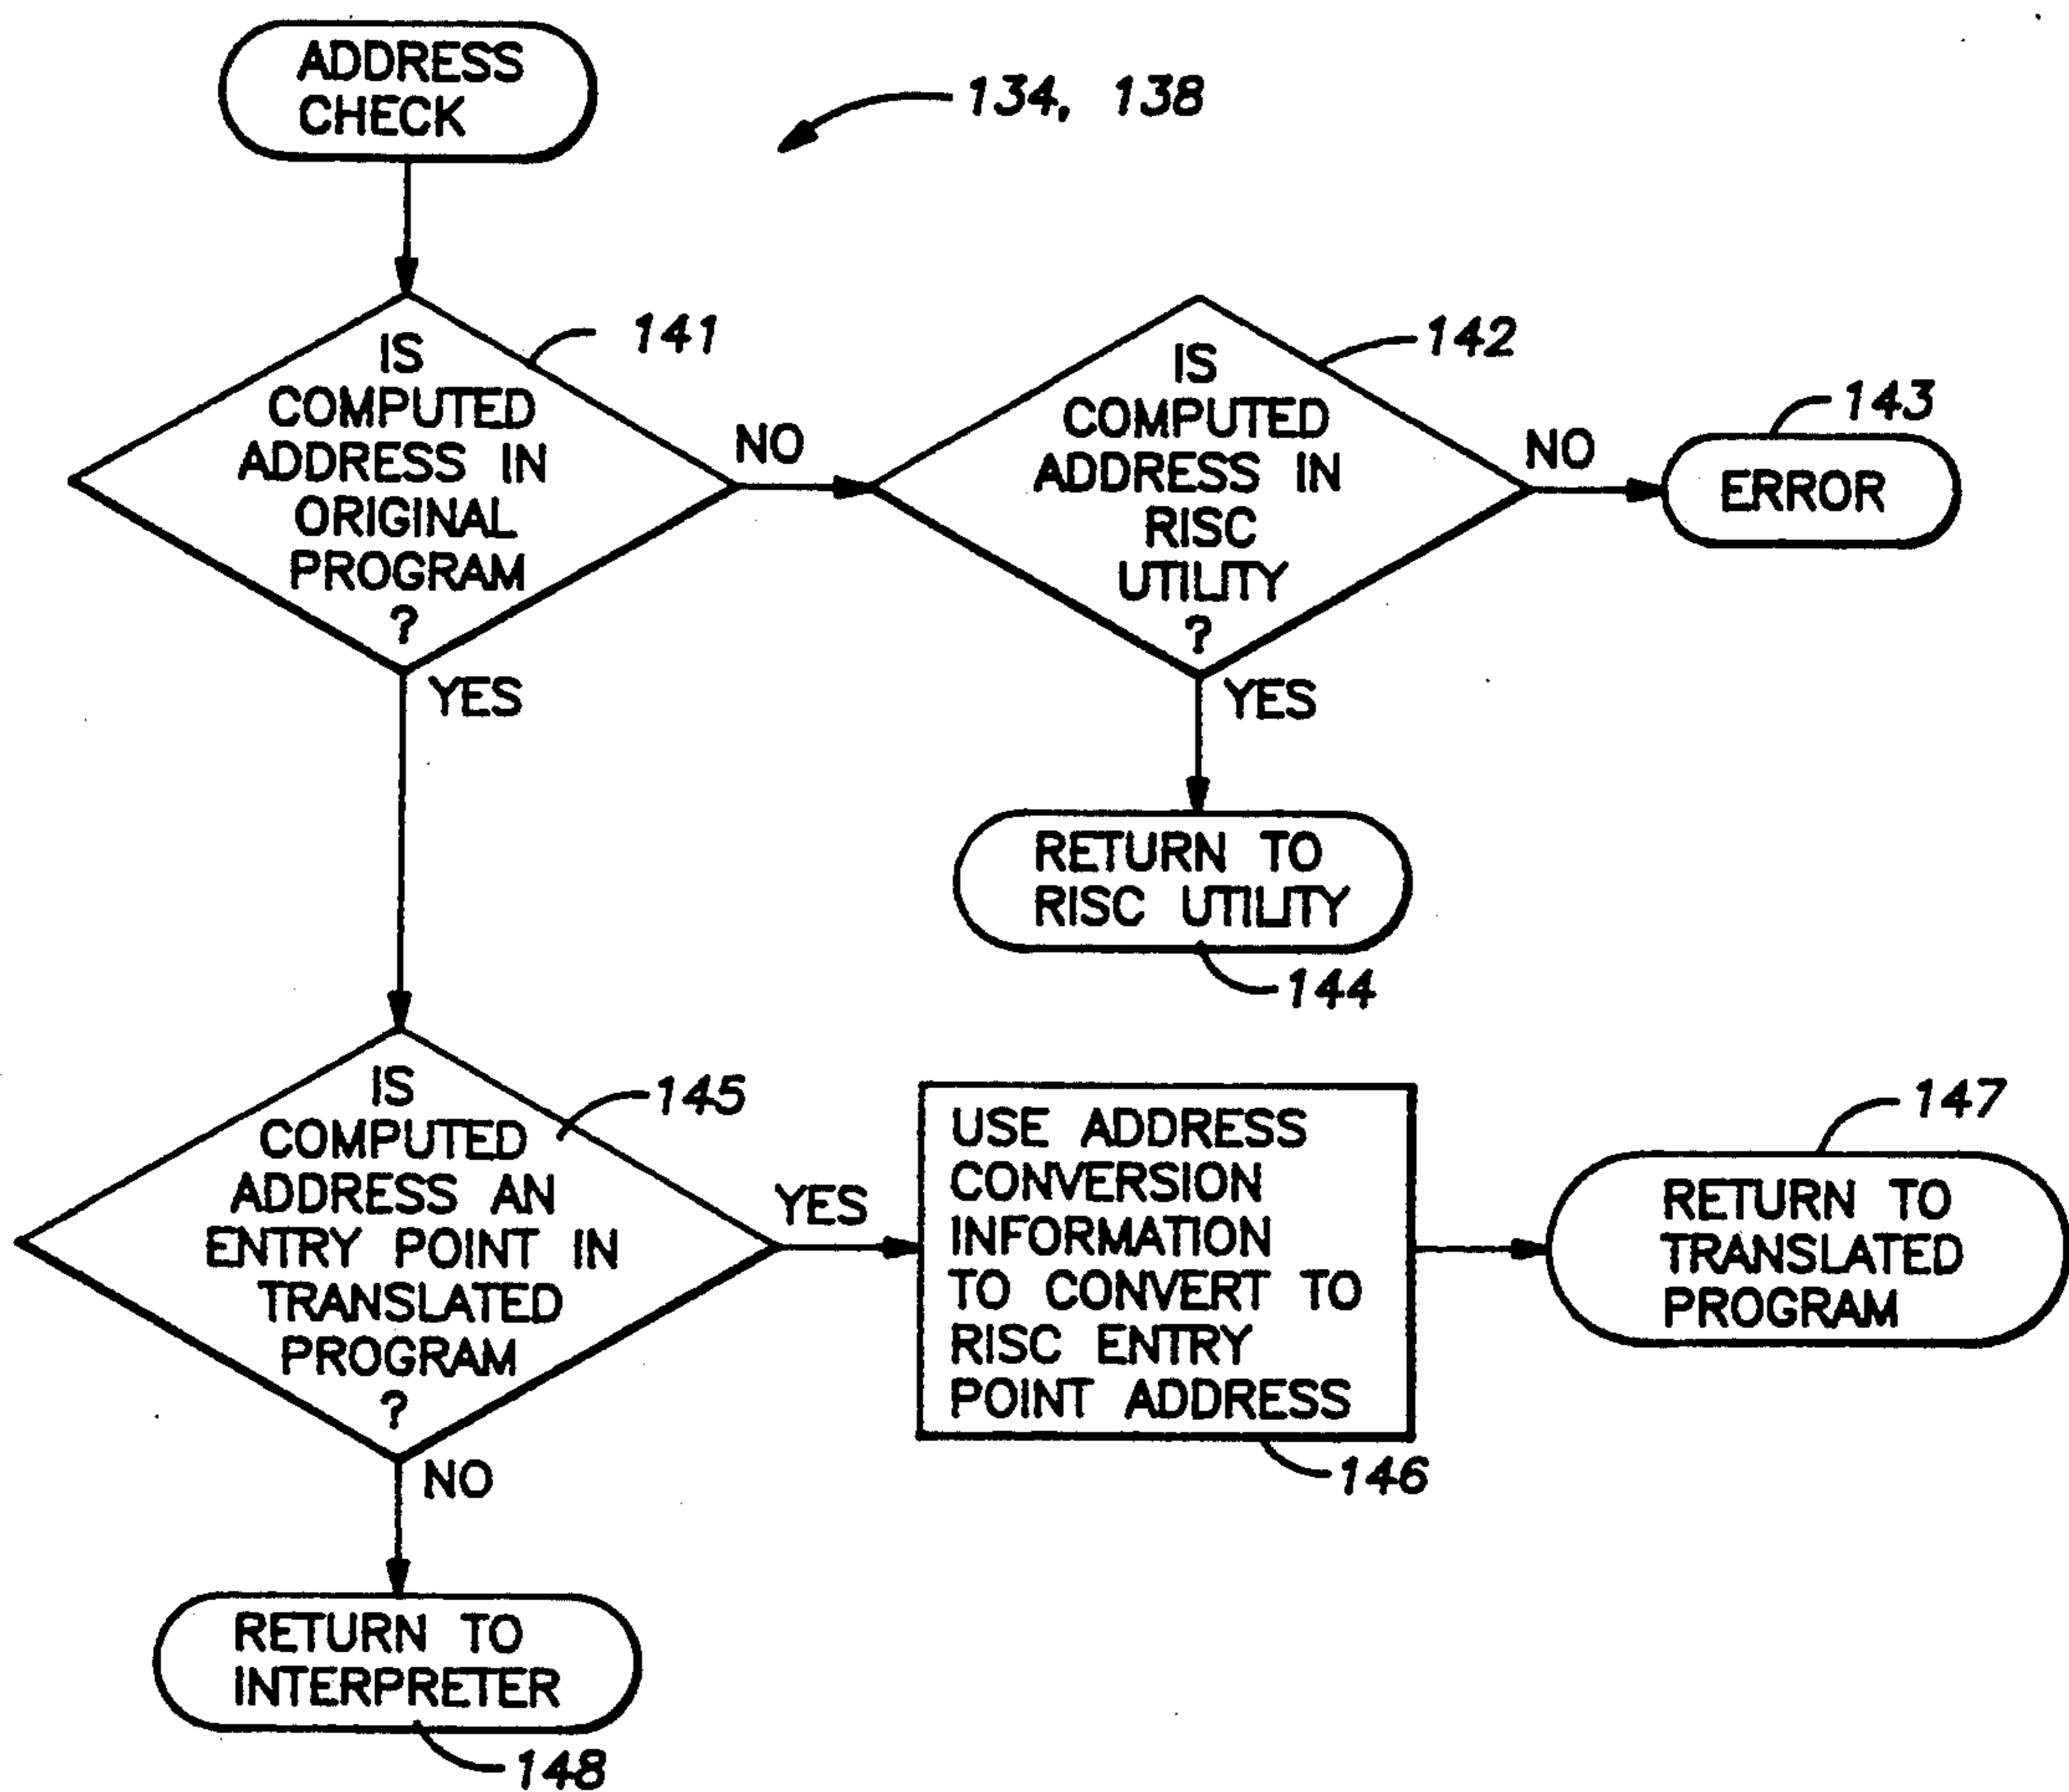 ADDRESS
CHECK
134, 138
IS
COMPUTED
ADDRESS IN
ORIGINAL
PROGRAM
?
141
NO
YES
IS
COMPUTED
ADDRESS IN
RISC
UTILITY
?
142
NO
YES
143
ERROR
RETURN TO
RISC UTILITY
144
IS
COMPUTED
ADDRESS AN
ENTRY POINT IN
TRANSLATED
PROGRAM
?
145
YES
NO
USE ADDRESS
CONVERSION
INFORMATION
TO CONVERT TO
RISC ENTRY
POINT ADDRESS
146
147
RETURN TO
TRANSLATED
PROGRAM
RETURN TO
INTERPRETER
148